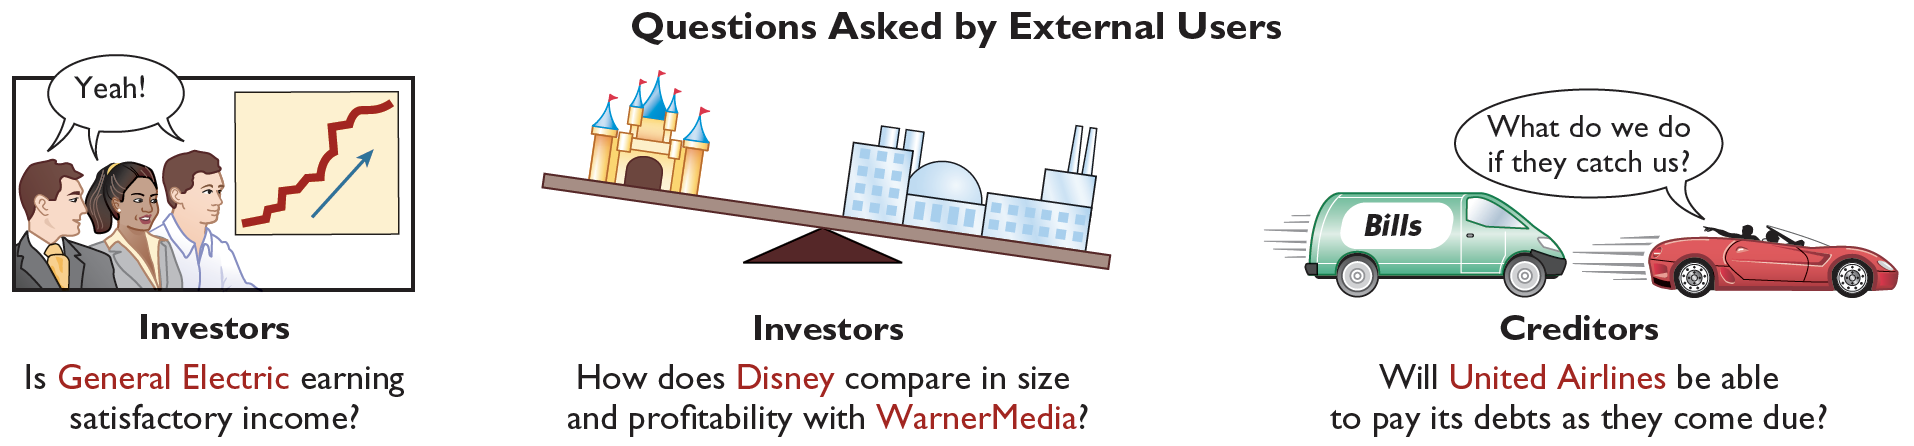 Questions Asked by External Users
Yeah!
Investors
Is General Electric earning
satisfactory income?
Investors
How does Disney compare in size
and profitability with WarnerMedia?
What do we do
if they catch us?
Bills
Creditors
Will United Airlines be able
to pay its debts as they come due?